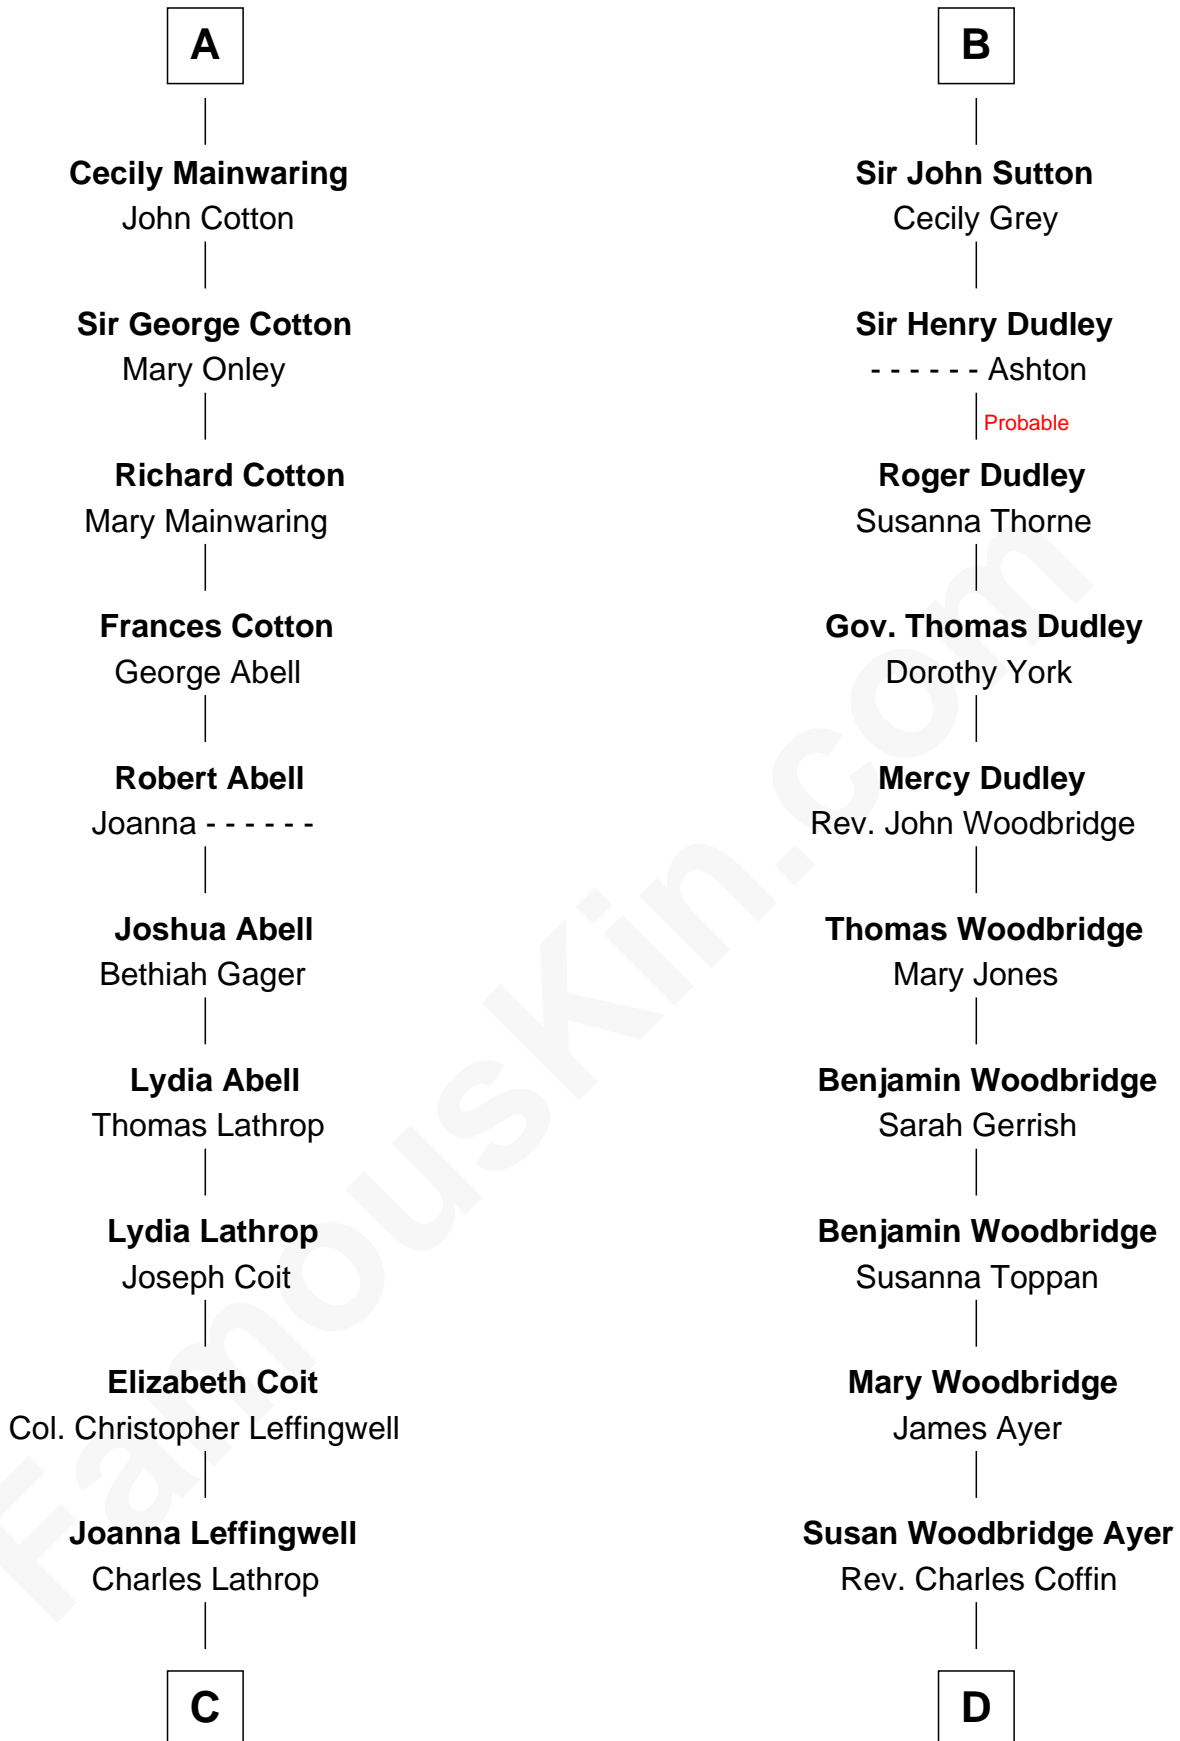 A
Cecily Mainwaring
John Cotton
Sir George Cotton
Mary Onley
Richard Cotton
Mary Mainwaring
Frances Cotton
George Abell
Robert Abell
Joanna - - - - - -
Joshua Abell
Bethiah Gager
Lydia Abell
Thomas Lathrop
Lydia Lathrop
Joseph Coit
Elizabeth Coit
Col. Christopher Leffingwell
Joanna Leffingwell
Charles Lathrop
C
B
Sir John Sutton
Cecily Grey
Sir Henry Dudley
- - - - - - Ashton
Probable
Roger Dudley
Susanna Thorne
Gov. Thomas Dudley
Dorothy York
Mercy Dudley
Rev. John Woodbridge
Thomas Woodbridge
Mary Jones
Benjamin Woodbridge
Sarah Gerrish
Benjamin Woodbridge
Susanna Toppan
Mary Woodbridge
James Ayer
Susan Woodbridge Ayer
Rev. Charles Coffin
D
FamousKin.com